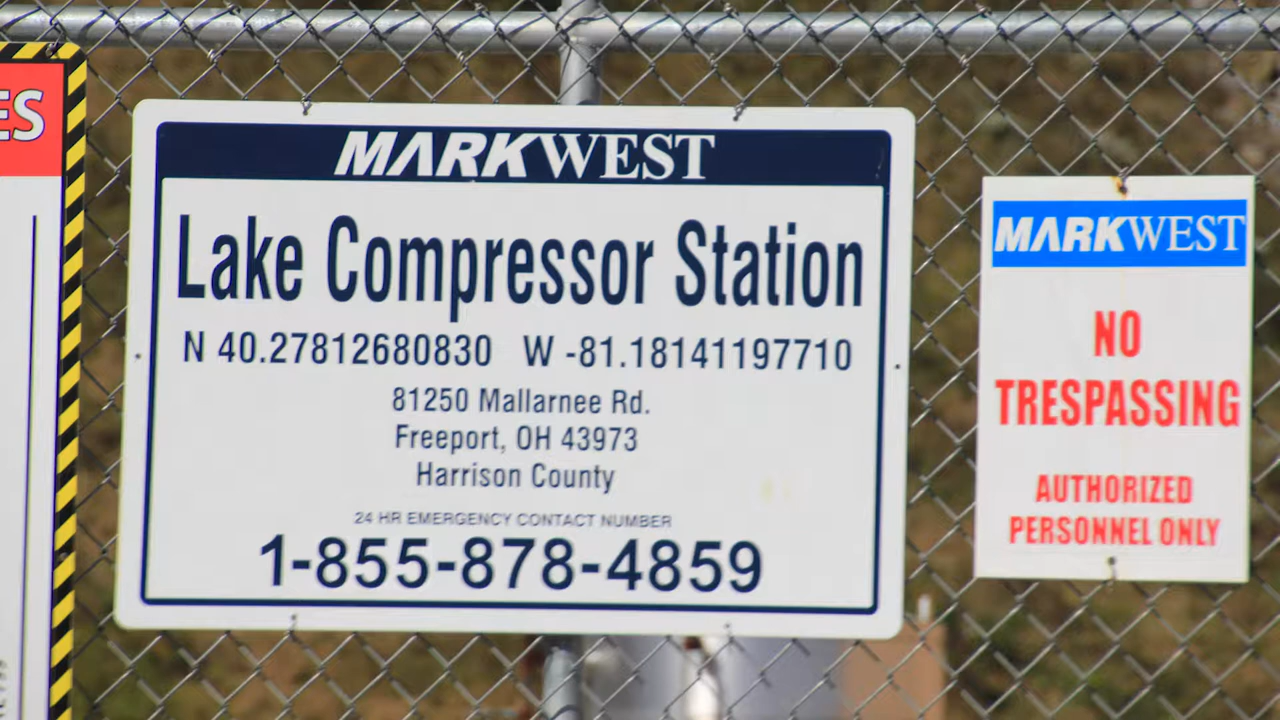 ES
MARKWEST
Lake Compressor Station
N 40.27812680830 W -81.18141197710
81250 Mallarnee Rd.
Freeport, OH 43973
Harrison County
24 HR EMERGENCY CONTACT NUMBER
1-855-878-4859
MARKWEST
NO
TRESPASSING
AUTHORIZED
PERSONNEL ONLY